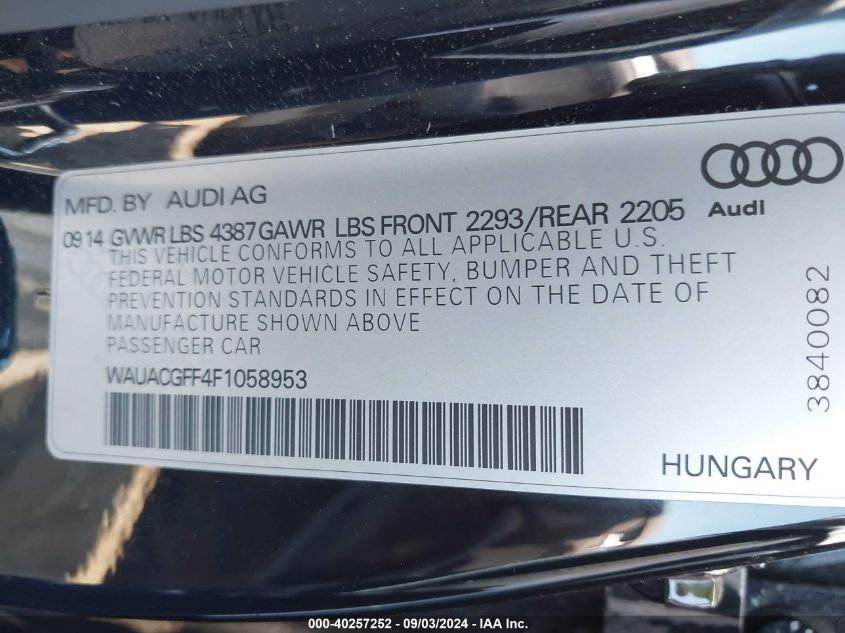 MFD. BY AUDI AG
Audi
09 14 GVWR LBS 4387 GAWR LBS FRONT 2293/REAR 2205
THIS VEHICLE CONFORMS TO ALL APPLICABLE U.S.
FEDERAL MOTOR VEHICLE SAFETY, BUMPER AND THEFT
PREVENTION STANDARDS IN EFFECT ON THE DATE OF
MANUFACTURE SHOWN ABOVE
PASSENGER CAR
WAUACGFF4F1058953
3840082
HUNGARY
000-40257252 - 09/03/2024 - IAA Inc.